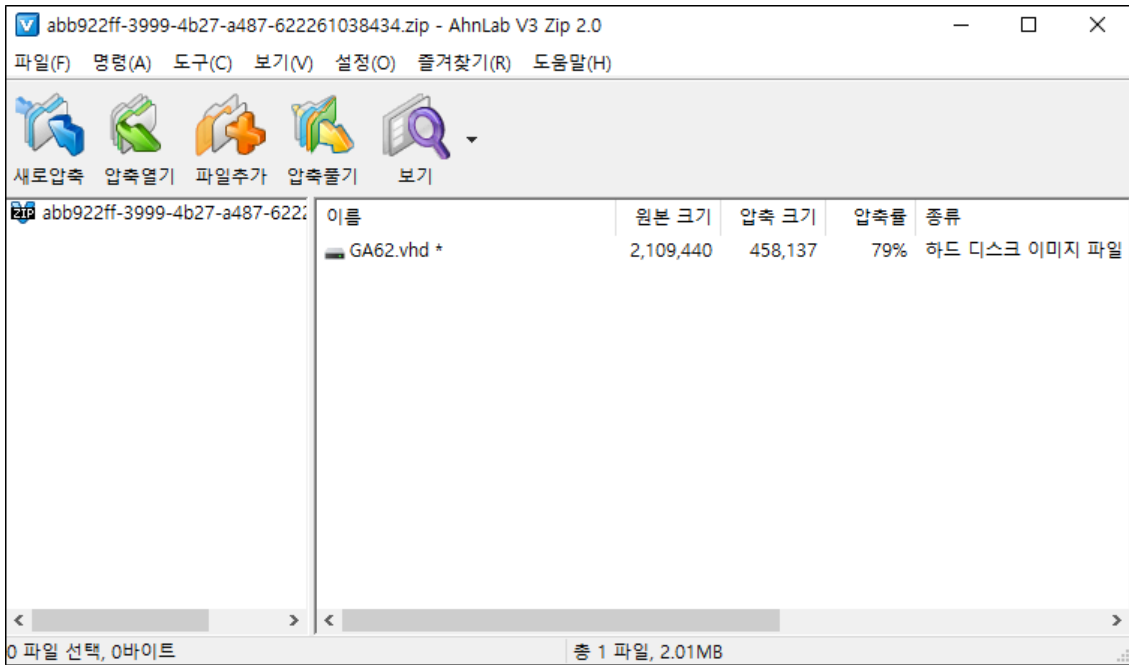 abb922ff-3999-4b27-a487-622261038434.zip - AhnLab V3 Zip 2.0
파일(F) 명령(A) 도구(C) 보기(V) 설정(O) 즐겨찾기(R) 도움말(H)
새로압축 압축열기 파일추가 압축풀기 보기
ZIP abb922ff-3999-4b27-a487-6222
이름 원본 크기 압축 크기 압축률 종류
GA62.vhd * 2,109,440 458,137 79% 하드 디스크 이미지 파일
0 파일 선택, 0바이트 총 1 파일, 2.01MB